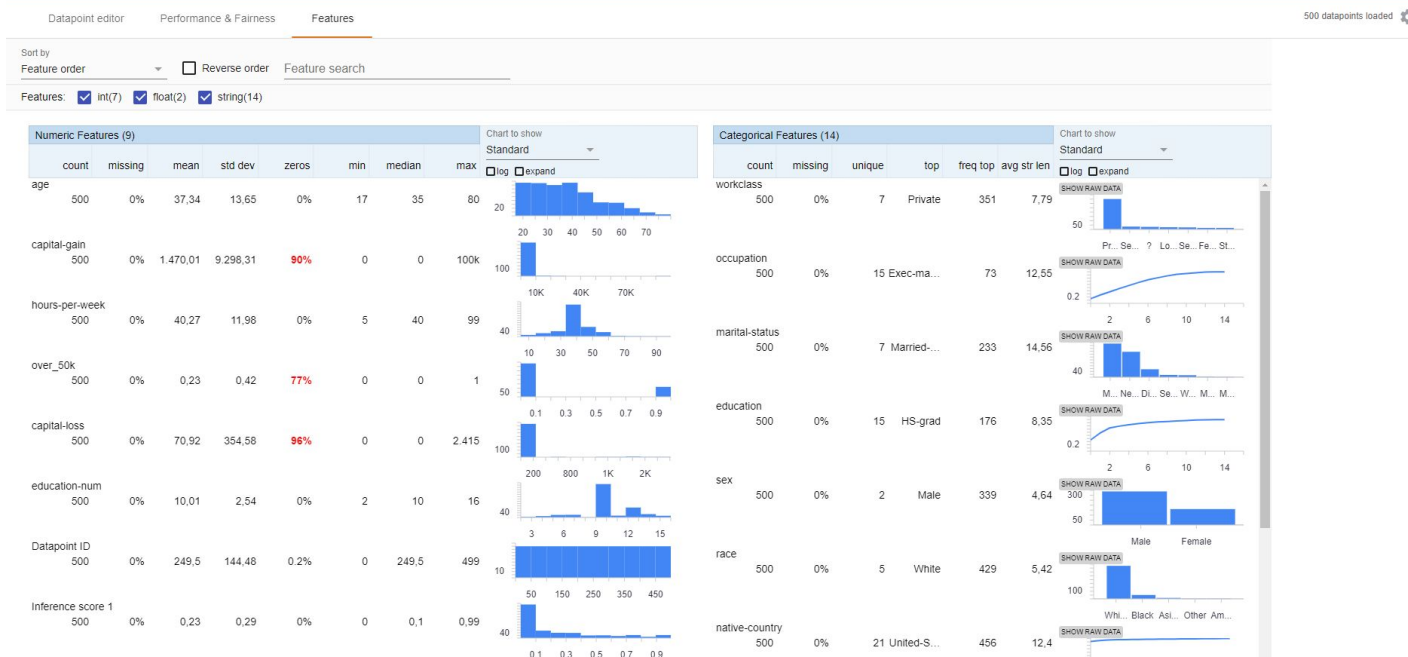 Datapoint editor Performance & Fairness Features 500 datapoints loaded
Sort by
Feature order Reverse order Feature search
Features: int(7) float(2) string(14)
Numeric Features (9) Chart to show
Standard
count missing mean std dev zeros min median max log expand
age
500 0% 37,34 13,65 0% 17 35 80 20
20 30 40 50 60 70
capital-gain
500 0% 1.470,01 9.298,31 90% 0 0 100k 100
10K 40K 70K
hours-per-week
500 0% 40,27 11,98 0% 5 40 99 40
10 30 50 70 90
over_50k
500 0% 0,23 0,42 77% 0 0 1 50
0.1 0.3 0.5 0.7 0.9
capital-loss
500 0% 70,92 354,58 96% 0 0 2.415 100
200 800 1K 2K
education-num
500 0% 10,01 2,54 0% 2 10 16 40
3 6 9 12 15
Datapoint ID
500 0% 249,5 144,48 0.2% 0 249,5 499 10
50 150 250 350 450
Inference score 1
500 0% 0,23 0,29 0% 0 0,1 0,99 40
0.1 0.3 0.5 0.7 0.9
Categorical Features (14) Chart to show
Standard
count missing unique top freq top avg str len log expand
workclass SHOW RAW DATA
500 0% 7 Private 351 7,79
50
Pr... Se... ? Lo... Se... Fe... St...
occupation SHOW RAW DATA
500 0% 15 Exec-ma... 73 12,55
0.2
2 6 10 14
marital-status SHOW RAW DATA
500 0% 7 Married-... 233 14,56
40
M... Ne... Di... Se... W... M... M...
education SHOW RAW DATA
500 0% 15 HS-grad 176 8,35
0.2
2 6 10 14
sex SHOW RAW DATA
500 0% 2 Male 339 4,64 300
50
Male Female
race SHOW RAW DATA
500 0% 5 White 429 5,42
100
Whi... Black Asi... Other Am...
native-country SHOW RAW DATA
500 0% 21 United-S... 456 12,4